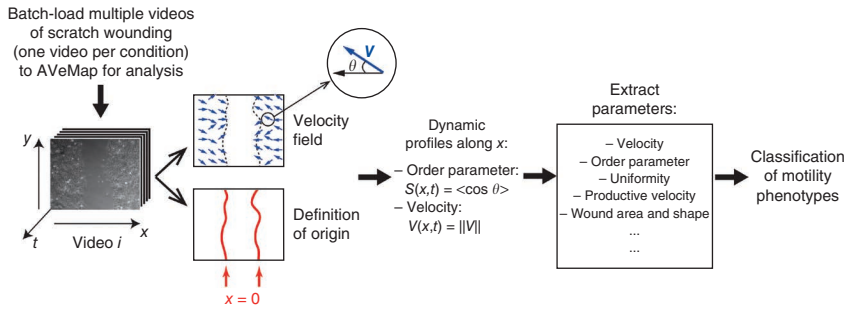 Batch-load multiple videos
of scratch wounding
(one video per condition)
to AVeMap for analysis
y
t
Video i
x
V
θ
Velocity
field
Definition
of origin
x = 0
Dynamic
profiles along x:
– Order parameter:
S(x,t) = <cos θ>
– Velocity:
V(x,t) = ||V||
Extract
parameters:
– Velocity
– Order parameter
– Uniformity
– Productive velocity
– Wound area and shape
...
...
Classification
of motility
phenotypes